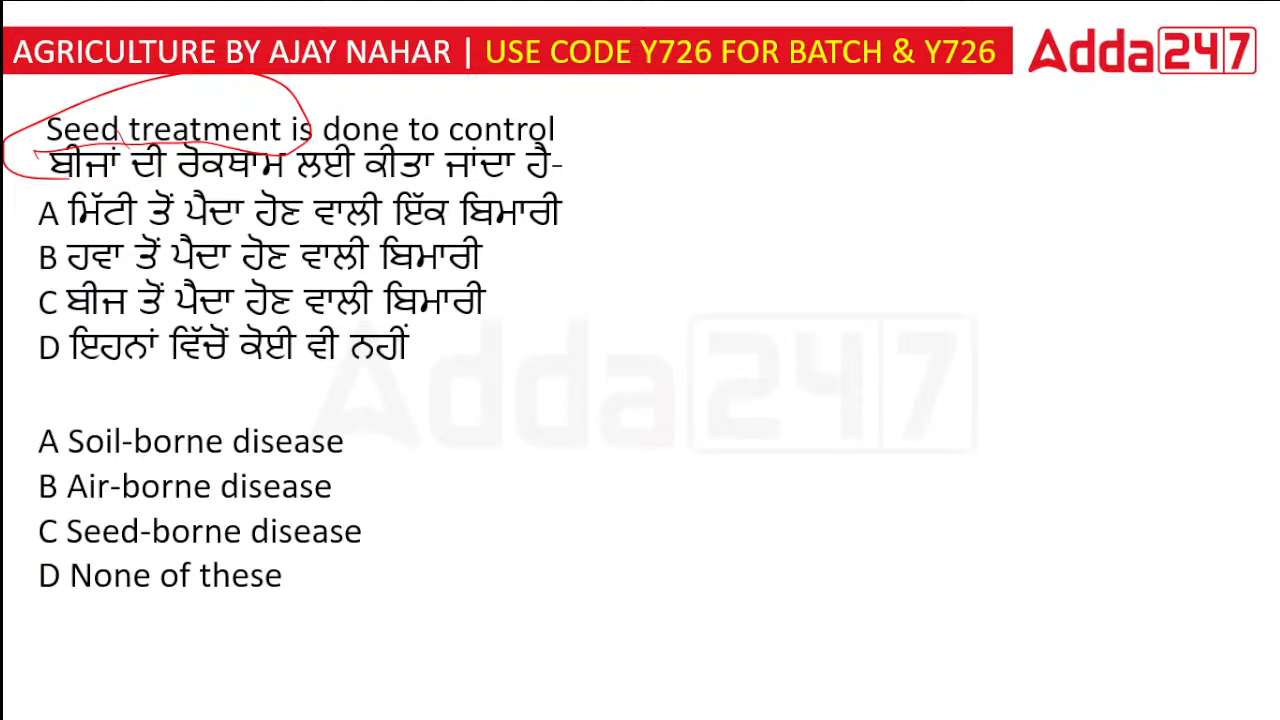 AGRICULTURE BY AJAY NAHAR | USE CODE Y726 FOR BATCH & Y726
Adda247
Seed treatment is done to control
ਬੀਜਾਂ ਦੀ ਰੋਕਥਾਮ ਲਈ ਕੀਤਾ ਜਾਂਦਾ ਹੈ-
A ਮਿੱਟੀ ਤੋਂ ਪੈਦਾ ਹੋਣ ਵਾਲੀ ਇੱਕ ਬਿਮਾਰੀ
B ਹਵਾ ਤੋਂ ਪੈਦਾ ਹੋਣ ਵਾਲੀ ਬਿਮਾਰੀ
C ਬੀਜ ਤੋਂ ਪੈਦਾ ਹੋਣ ਵਾਲੀ ਬਿਮਾਰੀ
D ਇਹਨਾਂ ਵਿੱਚੋਂ ਕੋਈ ਵੀ ਨਹੀਂ
Adda247
A Soil-borne disease
B Air-borne disease
C Seed-borne disease
D None of these